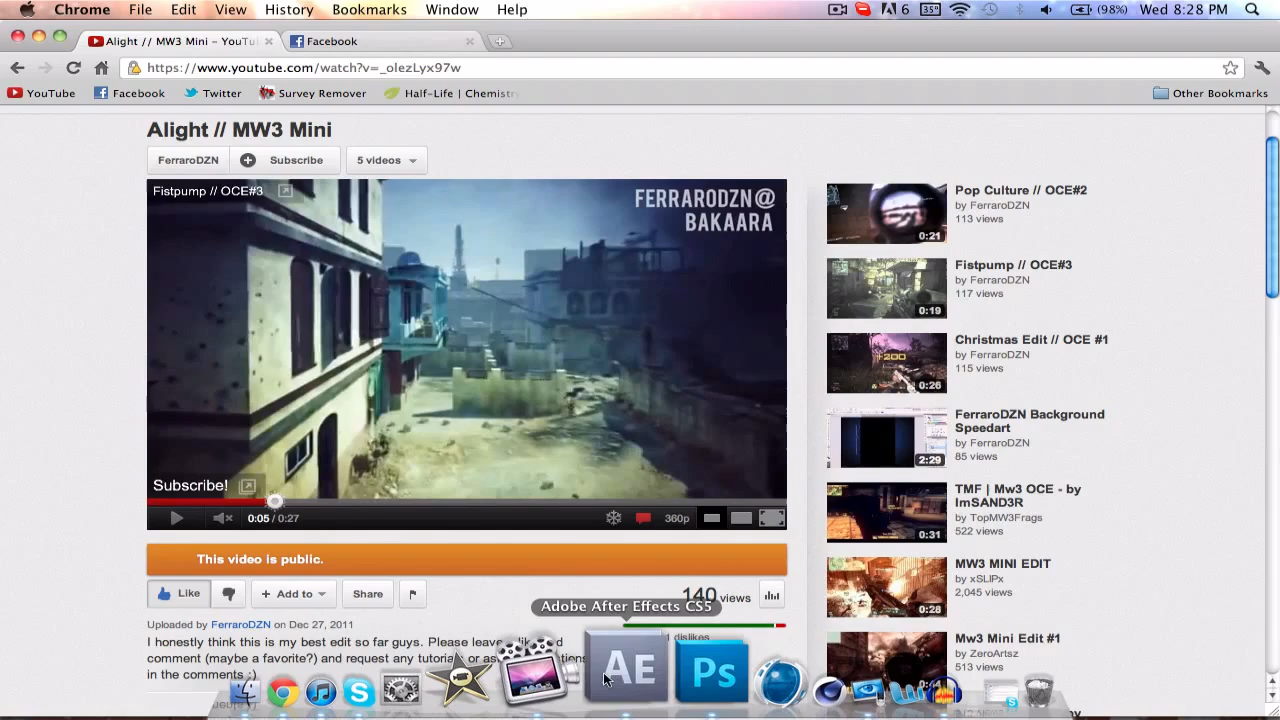 Chrome File Edit View History Bookmarks Window Help
6 35° (98%) Wed 8:28 PM
Alight // MW3 Mini – YouTu
Facebook
https://www.youtube.com/watch?v=_olezLyx97w
YouTube Facebook Twitter Survey Remover Half-Life | Chemistr Other Bookmarks
Alight // MW3 Mini
FerraroDZN Subscribe 5 videos
Fistpump // OCE#3
FERRARODZN@
BAKAARA
Subscribe!
0:05 / 0:27 360p
This video is public.
Like Add to Share
140 views
Uploaded by FerraroDZN on Dec 27, 2011
dislikes
I honestly think this is my best edit so far guys. Please leave
comment (maybe a favorite?) and request any tutoria
in the comments :)
Pop Culture // OCE#2
by FerraroDZN
113 views
0:21
Fistpump // OCE#3
by FerraroDZN
117 views
0:19
Christmas Edit // OCE #1
by FerraroDZN
115 views
+200
0:26
FerraroDZN Background
Speedart
by FerraroDZN
85 views
2:29
TMF | Mw3 OCE - by
ImSAND3R
by TopMW3Frags
522 views
0:31
MW3 MINI EDIT
by xSLIPx
2,045 views
0:28
Mw3 Mini Edit #1
by ZeroArtsz
513 views
Adobe After Effects CS5
AE
Ps